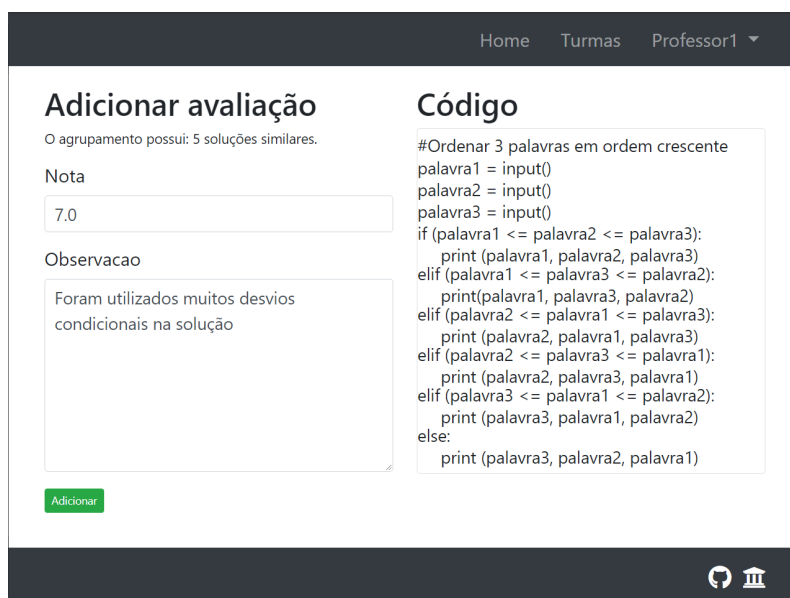 Home Turmas Professor1
Adicionar avaliação
O agrupamento possui: 5 soluções similares.
Nota
7.0
Observacao
Foram utilizados muitos desvios
condicionais na solução
Adicionar
Código
#Ordenar 3 palavras em ordem crescente
palavra1 = input()
palavra2 = input()
palavra3 = input()
if (palavra1 <= palavra2 <= palavra3):
    print (palavra1, palavra2, palavra3)
elif (palavra1 <= palavra3 <= palavra2):
    print(palavra1, palavra3, palavra2)
elif (palavra2 <= palavra1 <= palavra3):
    print (palavra2, palavra1, palavra3)
elif (palavra2 <= palavra3 <= palavra1):
    print (palavra2, palavra3, palavra1)
elif (palavra3 <= palavra1 <= palavra2):
    print (palavra3, palavra1, palavra2)
else:
    print (palavra3, palavra2, palavra1)